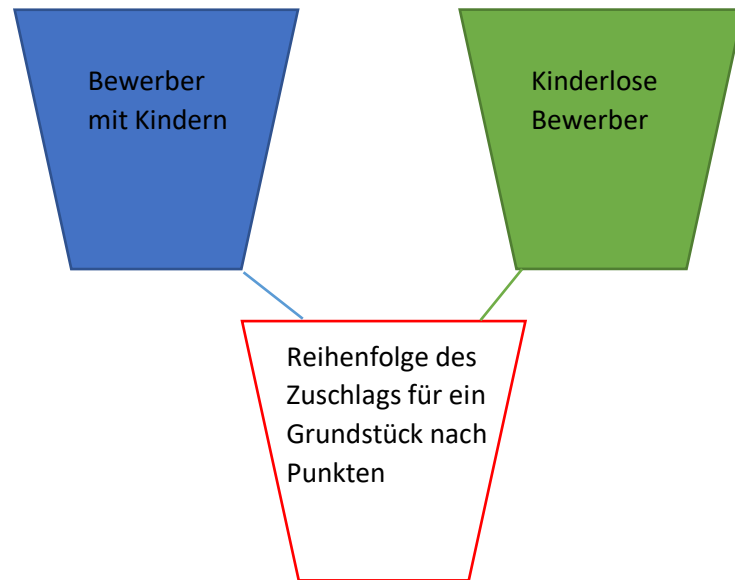 Bewerber
mit Kindern
Kinderlose
Bewerber
Reihenfolge des
Zuschlags für ein
Grundstück nach
Punkten